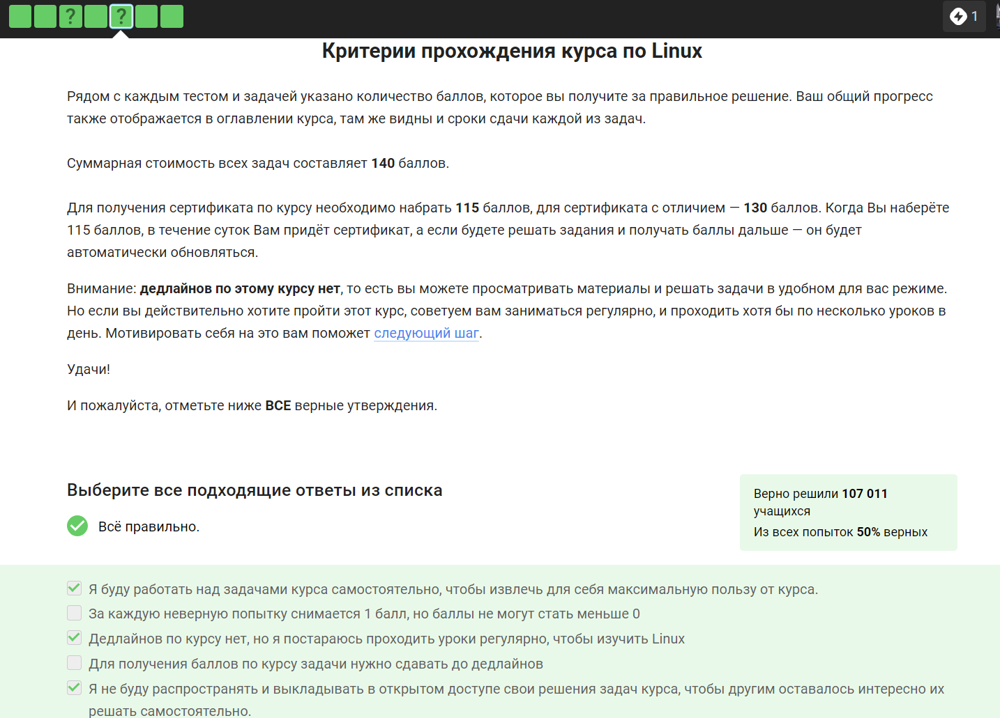 ? ?
1
Критерии прохождения курса по Linux
Рядом с каждым тестом и задачей указано количество баллов, которое вы получите за правильное решение. Ваш общий прогресс
также отображается в оглавлении курса, там же видны и сроки сдачи каждой из задач.
Суммарная стоимость всех задач составляет 140 баллов.
Для получения сертификата по курсу необходимо набрать 115 баллов, для сертификата с отличием — 130 баллов. Когда Вы наберёте
115 баллов, в течение суток Вам придёт сертификат, а если будете решать задания и получать баллы дальше — он будет
автоматически обновляться.
Внимание: дедлайнов по этому курсу нет, то есть вы можете просматривать материалы и решать задачи в удобном для вас режиме.
Но если вы действительно хотите пройти этот курс, советуем вам заниматься регулярно, и проходить хотя бы по несколько уроков в
день. Мотивировать себя на это вам поможет следующий шаг.
Удачи!
И пожалуйста, отметьте ниже ВСЕ верные утверждения.
Выберите все подходящие ответы из списка
Всё правильно.
Верно решили 107 011
учащихся
Из всех попыток 50% верных
Я буду работать над задачами курса самостоятельно, чтобы извлечь для себя максимальную пользу от курса.
За каждую неверную попытку снимается 1 балл, но баллы не могут стать меньше 0
Дедлайнов по курсу нет, но я постараюсь проходить уроки регулярно, чтобы изучить Linux
Для получения баллов по курсу задачи нужно сдавать до дедлайнов
Я не буду распространять и выкладывать в открытом доступе свои решения задач курса, чтобы другим оставалось интересно их
решать самостоятельно.